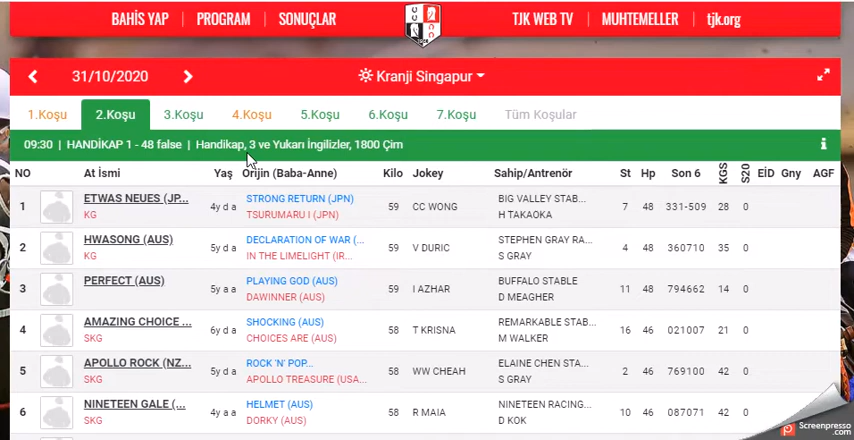 BAHİS YAP PROGRAM SONUÇLAR TJK WEB TV MUHTEMELLER tjk.org
31/10/2020 Kranji Singapur
1.Koşu 2.Koşu 3.Koşu 4.Koşu 5.Koşu 6.Koşu 7.Koşu Tüm Koşular
09:30 | HANDİKAP 1 - 48 false | Handikap, 3 ve Yukarı İngilizler, 1800 Çim
NO At İsmi Yaş Orijin (Baba-Anne) Kilo Jokey Sahip/Antrenör St Hp Son 6 KGS S20 EİD Gny AGF
1 ETWAS NEUES (JP... 4y d a STRONG RETURN (JPN) 59 CC WONG BIG VALLEY STAB... 7 48 331-509 28 0
KG TSURUMARU I (JPN) H TAKAOKA
2 HWASONG (AUS) 5y d a DECLARATION OF WAR (... 59 V DURIC STEPHEN GRAY RA... 4 48 360710 35 0
KG IN THE LIMELIGHT (IR... S GRAY
3 PERFECT (AUS) 5y a a PLAYING GOD (AUS) 59 I AZHAR BUFFALO STABLE 11 48 794662 14 0
DAWINNER (AUS) D MEAGHER
4 AMAZING CHOICE ... 6y d a SHOCKING (AUS) 58 T KRISNA REMARKABLE STAB... 16 46 021007 21 0
SKG CHOICES ARE (AUS) M WALKER
5 APOLLO ROCK (NZ... 5y d a ROCK 'N' POP... 58 WW CHEAH ELAINE CHEN STA... 2 46 769100 42 0
SKG APOLLO TREASURE (USA... S GRAY
6 NINETEEN GALE (... 4y a a HELMET (AUS) 58 R MAIA NINETEEN RACING... 10 46 087071 42 0
SKG DORKY (AUS) D KOK
Screenpresso
.com